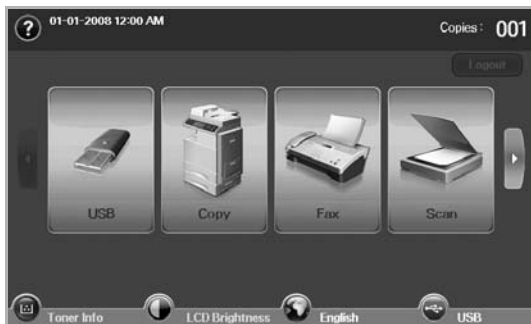 01-01-2008 12:00 AM
Copies : 001
Logout
USB
Copy
Fax
Scan
Toner Info
LCD Brightness
English
USB